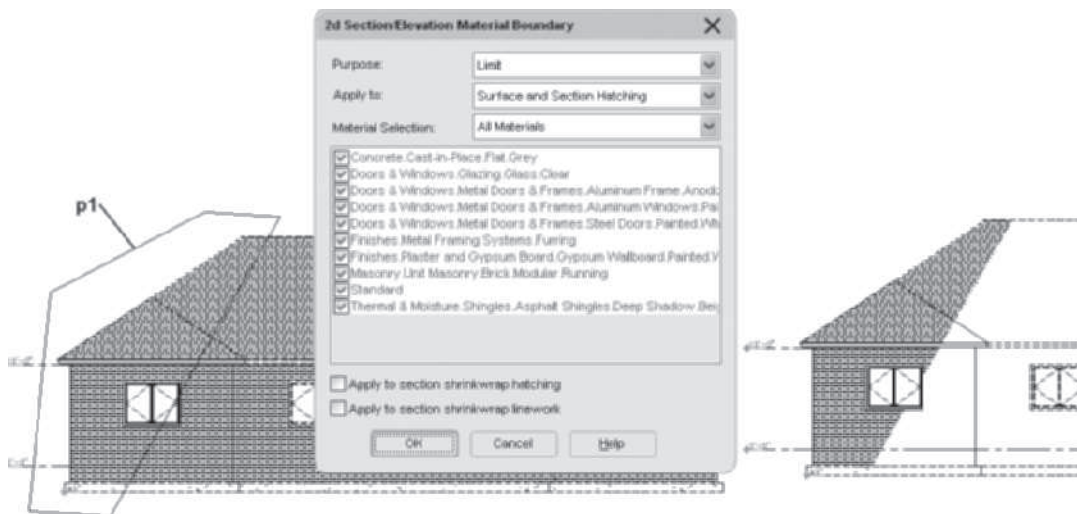 2d Section/Elevation Material Boundary
Purpose: Limit
Apply to: Surface and Section Hatching
Material Selection: All Materials
Concrete.Cast-in-Place.Flat.Grey
Doors & Windows.Glazing.Glass.Clear
Doors & Windows.Metal Doors & Frames.Aluminum Frame.Anodiz
Doors & Windows.Metal Doors & Frames.Aluminum Windows.Pai
Doors & Windows.Metal Doors & Frames.Steel Doors.Painted.Wh
Finishes.Metal Framing Systems.Furring
Finishes.Plaster and Gypsum Board.Gypsum Wallboard.Painted.W
Masonry.Unit Masonry.Brick.Modular.Running
Standard
Thermal & Moisture.Shingles.Asphalt Shingles.Deep Shadow.Beig
p1
Apply to section shrinkwrap hatching
Apply to section shrinkwrap linework
OK Cancel Help